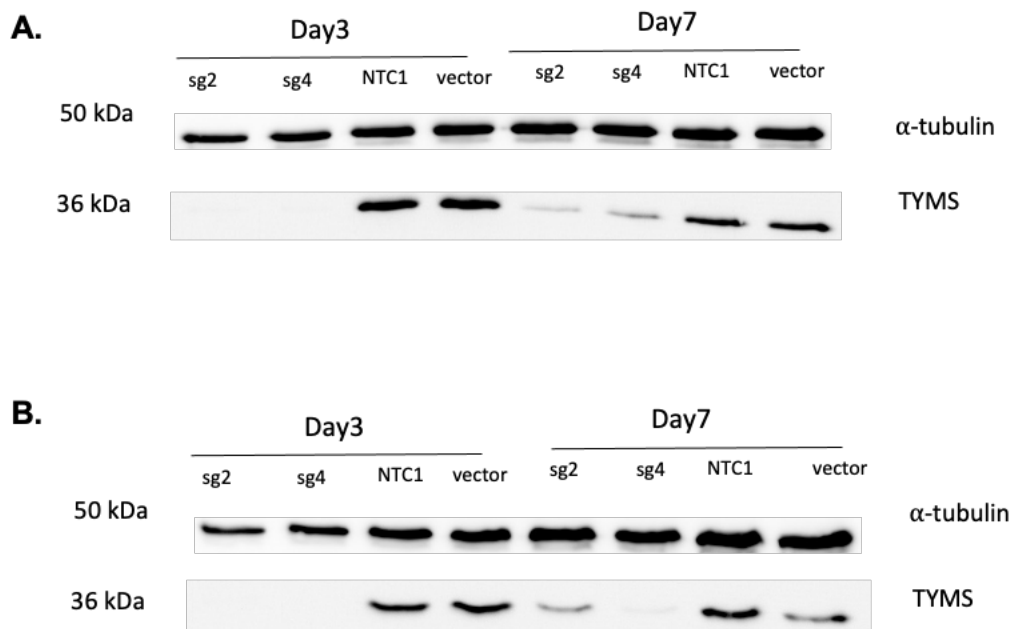 A.
Day3 Day7
sg2 sg4 NTC1 vector sg2 sg4 NTC1 vector
50 kDa α-tubulin
36 kDa TYMS
B.
Day3 Day7
sg2 sg4 NTC1 vector sg2 sg4 NTC1 vector
50 kDa α-tubulin
36 kDa TYMS